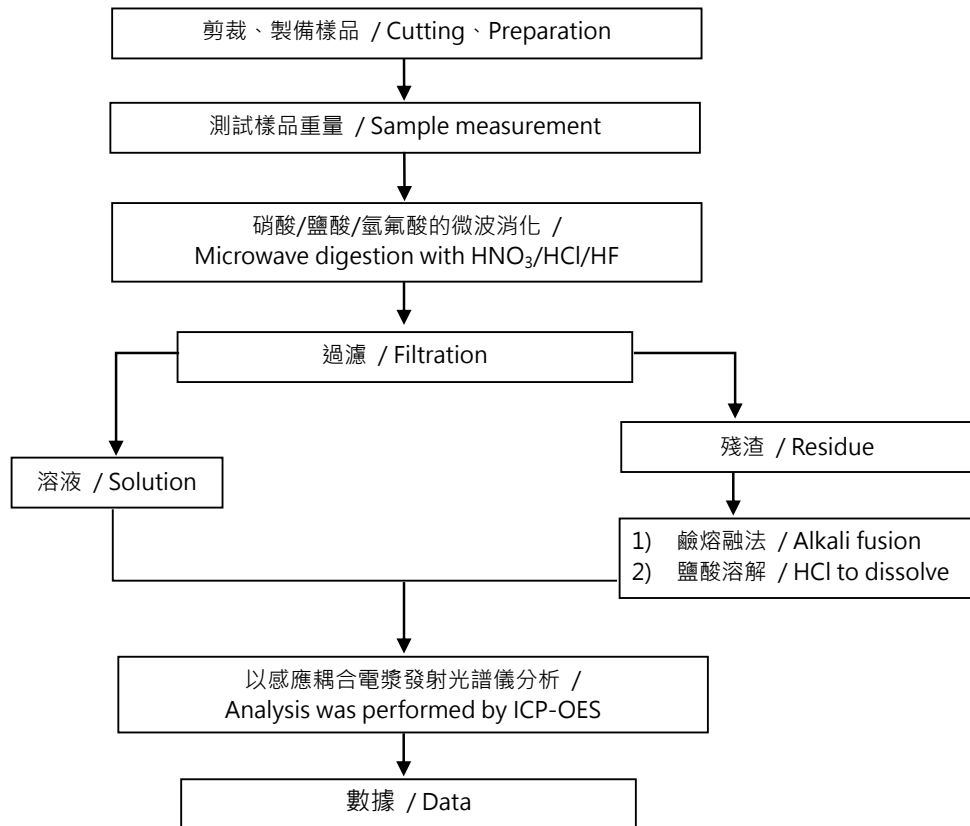 剪裁、製備樣品 / Cutting、Preparation
測試樣品重量 / Sample measurement
硝酸/鹽酸/氫氟酸的微波消化 /
Microwave digestion with HNO₃/HCl/HF
過濾 / Filtration
殘渣 / Residue
溶液 / Solution
1) 鹼熔融法 / Alkali fusion
2) 鹽酸溶解 / HCl to dissolve
以感應耦合電漿發射光譜儀分析 /
Analysis was performed by ICP-OES
數據 / Data